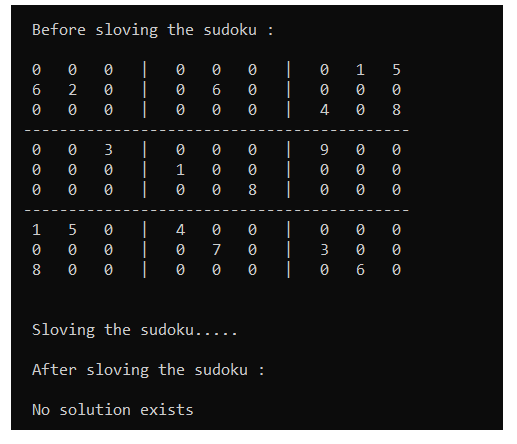 Before sloving the sudoku :
0 0 0 | 0 0 0 | 0 1 5
6 2 0 | 0 6 0 | 0 0 0
0 0 0 | 0 0 0 | 4 0 8
-------------------------------------------
0 0 3 | 0 0 0 | 9 0 0
0 0 0 | 1 0 0 | 0 0 0
0 0 0 | 0 0 8 | 0 0 0
-------------------------------------------
1 5 0 | 4 0 0 | 0 0 0
0 0 0 | 0 7 0 | 3 0 0
8 0 0 | 0 0 0 | 0 6 0
Sloving the sudoku.....
After sloving the sudoku :
No solution exists